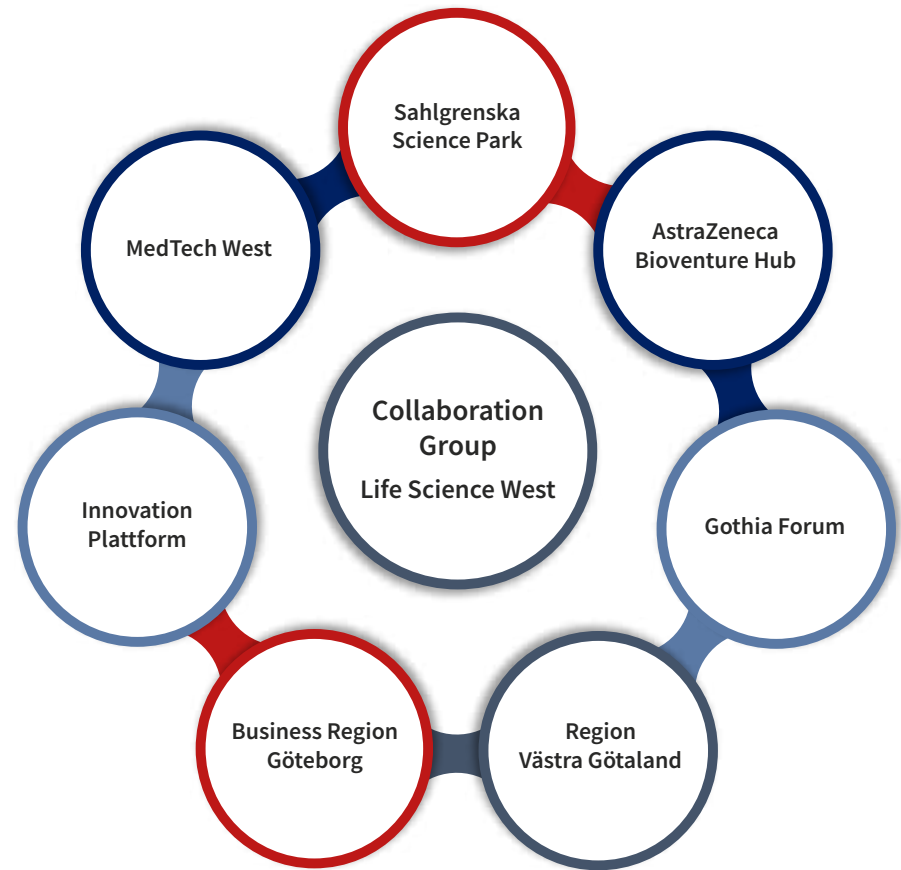 Sahlgrenska
Science Park
AstraZeneca
Bioventure Hub
MedTech West
Collaboration
Group
Life Science West
Innovation
Plattform
Gothia Forum
Business Region
Göteborg
Region
Västra Götaland